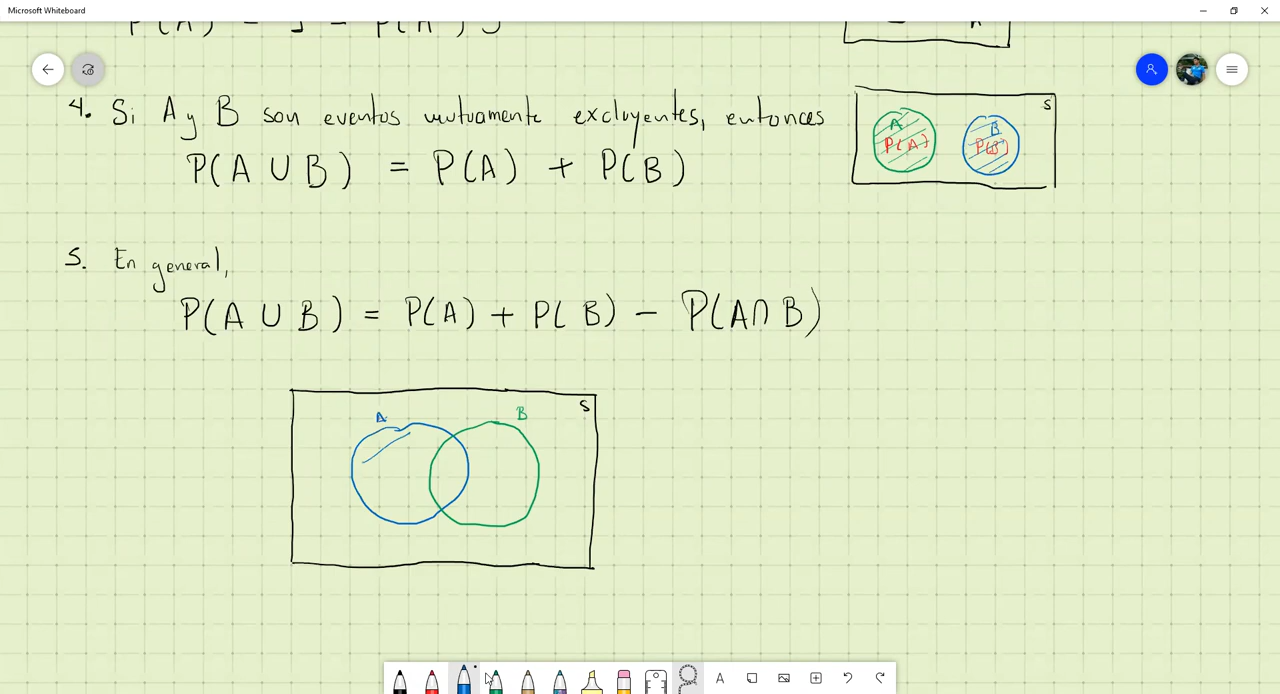 Microsoft Whiteboard
4. Si A y B son eventos mutuamente excluyentes, entonces
P(A ∪ B) = P(A) + P(B)
S
A
P(A)
B
P(B)
5. En general,
P(A ∪ B) = P(A) + P(B) - P(A∩B)
A
B
S
A